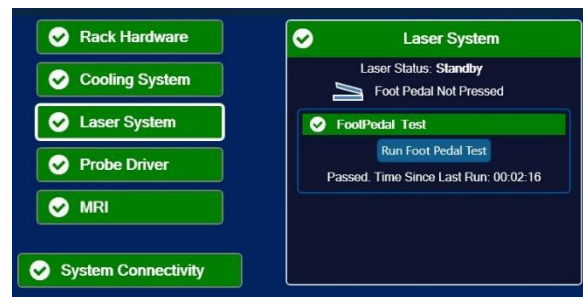 Rack Hardware
Cooling System
Laser System
Probe Driver
MRI
System Connectivity
Laser System
Laser Status: Standby
Foot Pedal Not Pressed
FootPedal Test
Run Foot Pedal Test
Passed. Time Since Last Run: 00:02:16